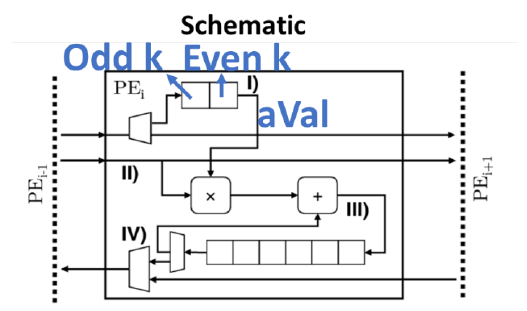 Schematic
Odd k Even k
PEi
I)
aVal
II)
PEi-1
PEi+1
×
+
III)
IV)